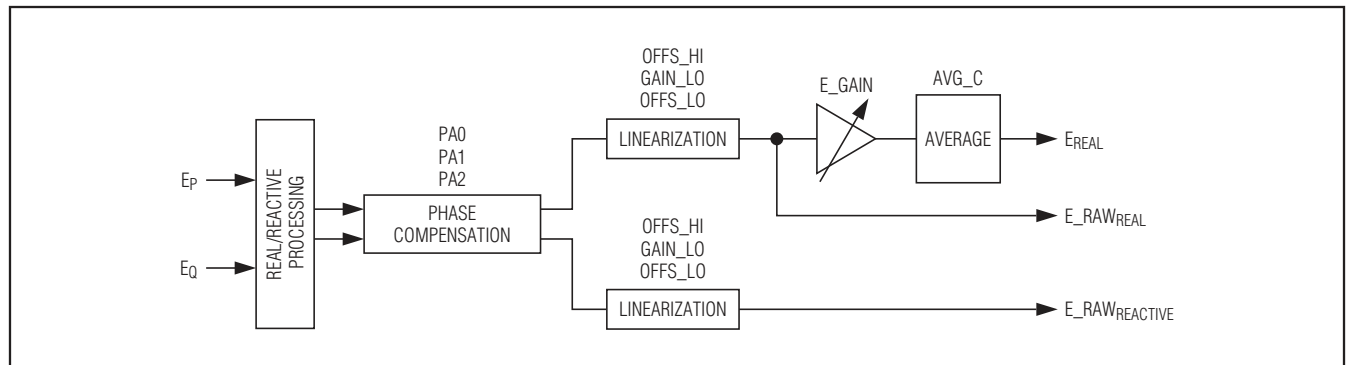 OFFS_HI
GAIN_LO
OFFS_LO
E_GAIN
AVG_C
PA0
PA1
PA2
LINEARIZATION
AVERAGE
EREAL
EP
REAL/REACTIVE
PROCESSING
PHASE
COMPENSATION
E_RAWREAL
OFFS_HI
GAIN_LO
OFFS_LO
EQ
LINEARIZATION
E_RAWREACTIVE